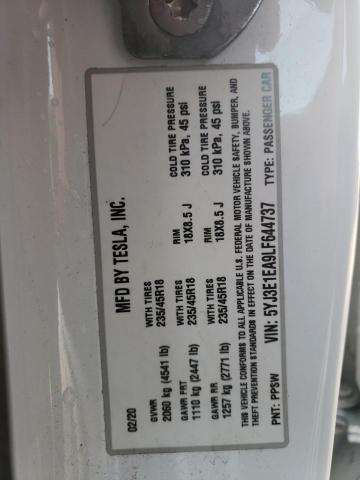 MFD BY TESLA, INC.
02/20
GVWR WITH TIRES RIM COLD TIRE PRESSURE
2060 kg (4541 lb) 235/45R18 18X8.5 J 310 kPa, 45 psi
GAWR FRT WITH TIRES RIM COLD TIRE PRESSURE
1110 kg (2447 lb) 235/45R18 18X8.5 J 310 kPa, 45 psi
GAWR RR WITH TIRES
1257 kg (2771 lb) 235/45R18
THIS VEHICLE CONFORMS TO ALL APPLICABLE U.S. FEDERAL MOTOR VEHICLE SAFETY, BUMPER, AND
THEFT PREVENTION STANDARDS IN EFFECT ON THE DATE OF MANUFACTURE SHOWN ABOVE.
PNT: PPSW VIN: 5YJ3E1EA9LF644737 TYPE: PASSENGER CAR